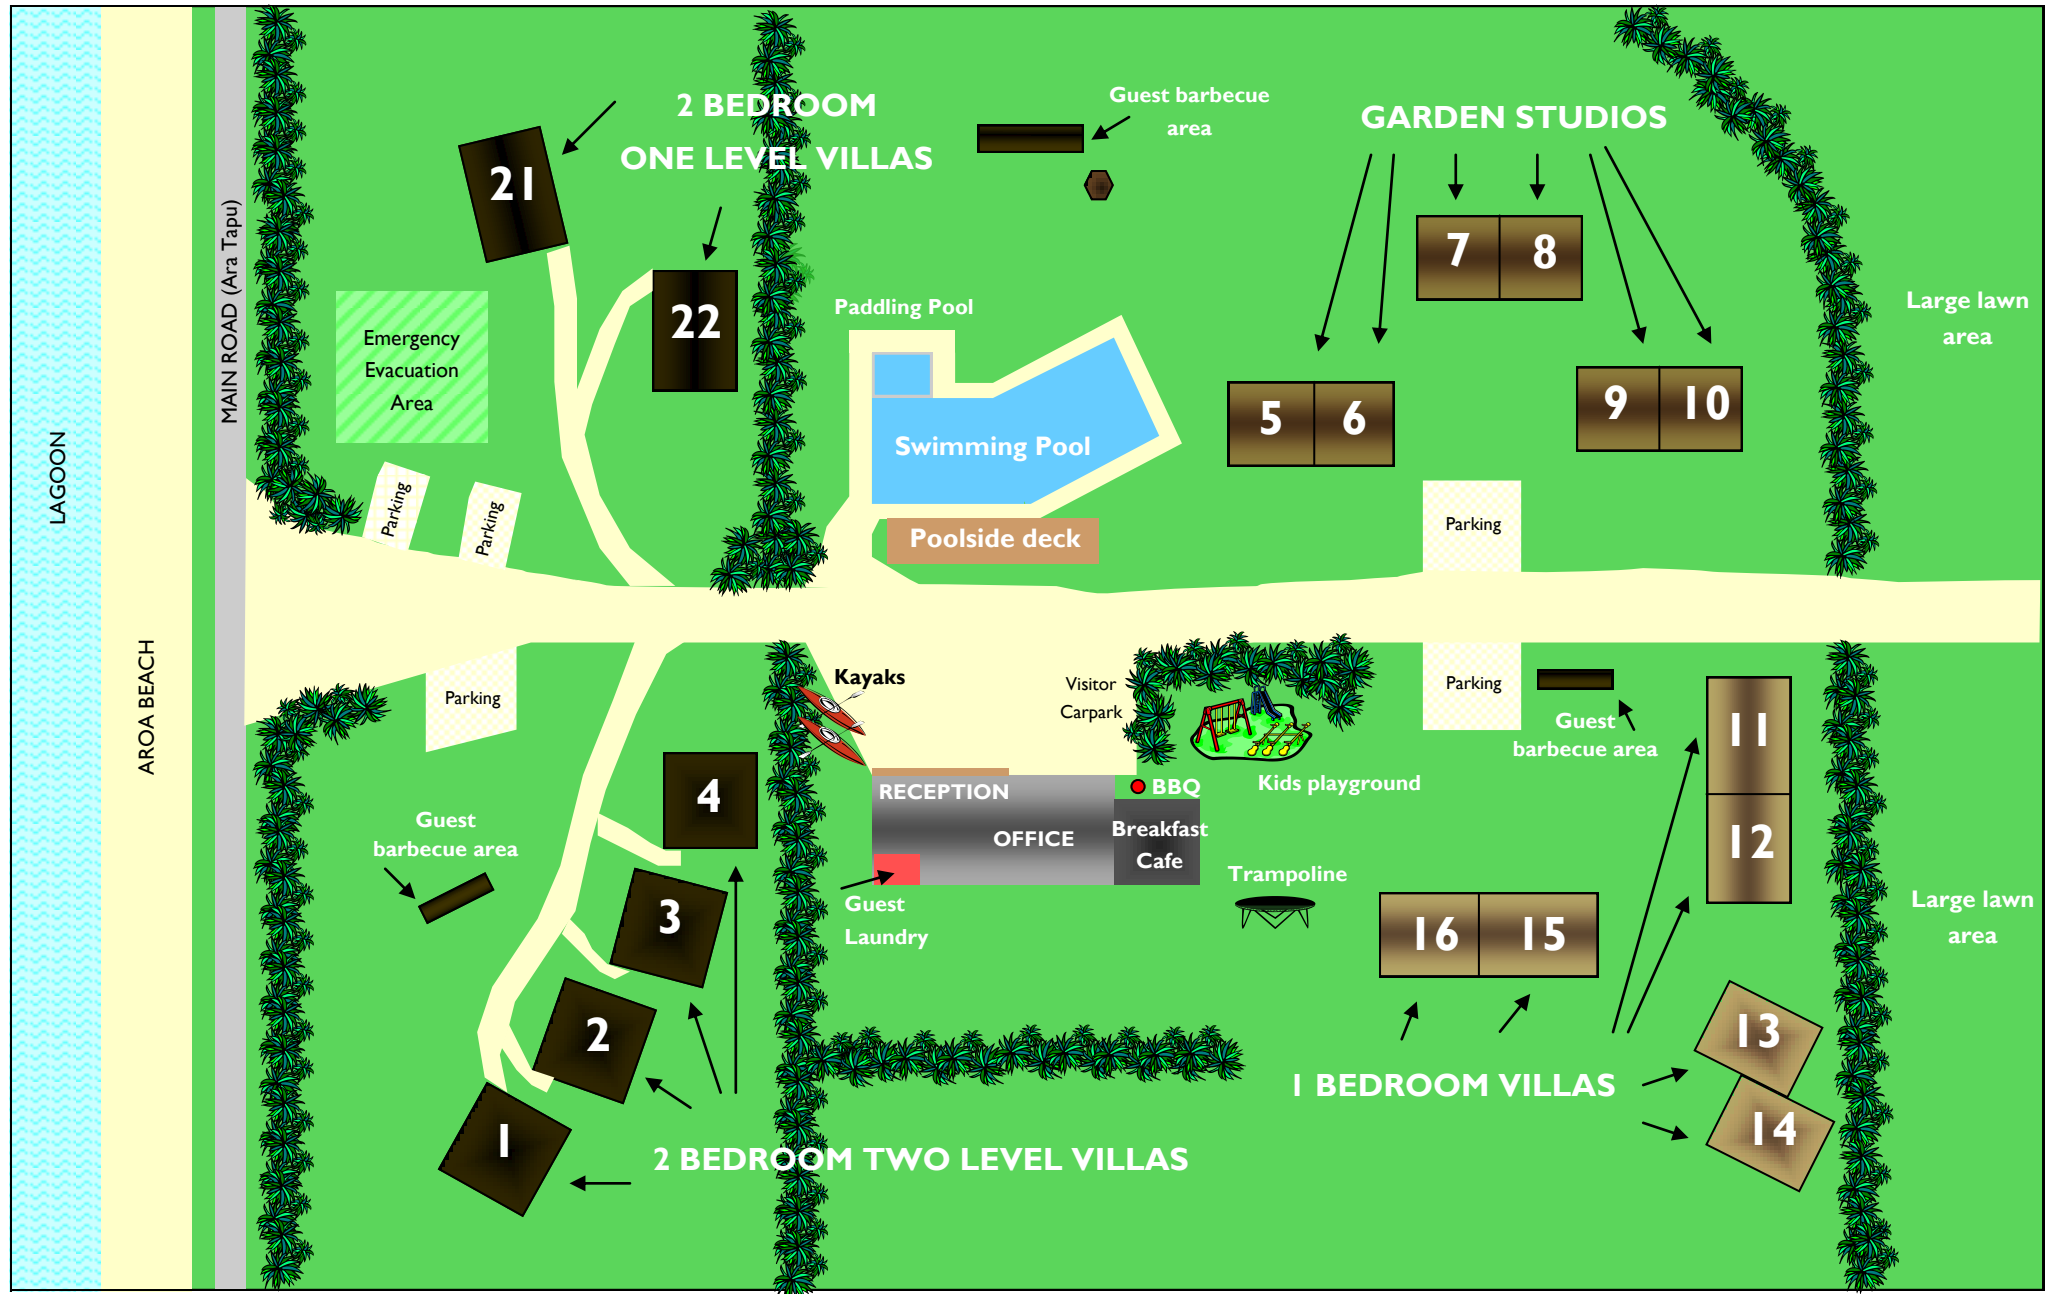 LAGOON
AROA BEACH
MAIN ROAD (Ara Tapu)
2 BEDROOM
ONE LEVEL VILLAS
21
22
Emergency
Evacuation
Area
Parking
Parking
Guest barbecue
area
Paddling Pool
Swimming Pool
Poolside deck
GARDEN STUDIOS
7
8
5
6
9
10
Parking
Large lawn
area
Parking
Guest
barbecue area
4
3
2
1
2 BEDROOM TWO LEVEL VILLAS
Kayaks
Visitor
Carpark
RECEPTION
OFFICE
BBQ
Breakfast
Cafe
Guest
Laundry
Kids playground
Trampoline
Parking
Guest
barbecue area
11
12
16
15
13
14
1 BEDROOM VILLAS
Large lawn
area